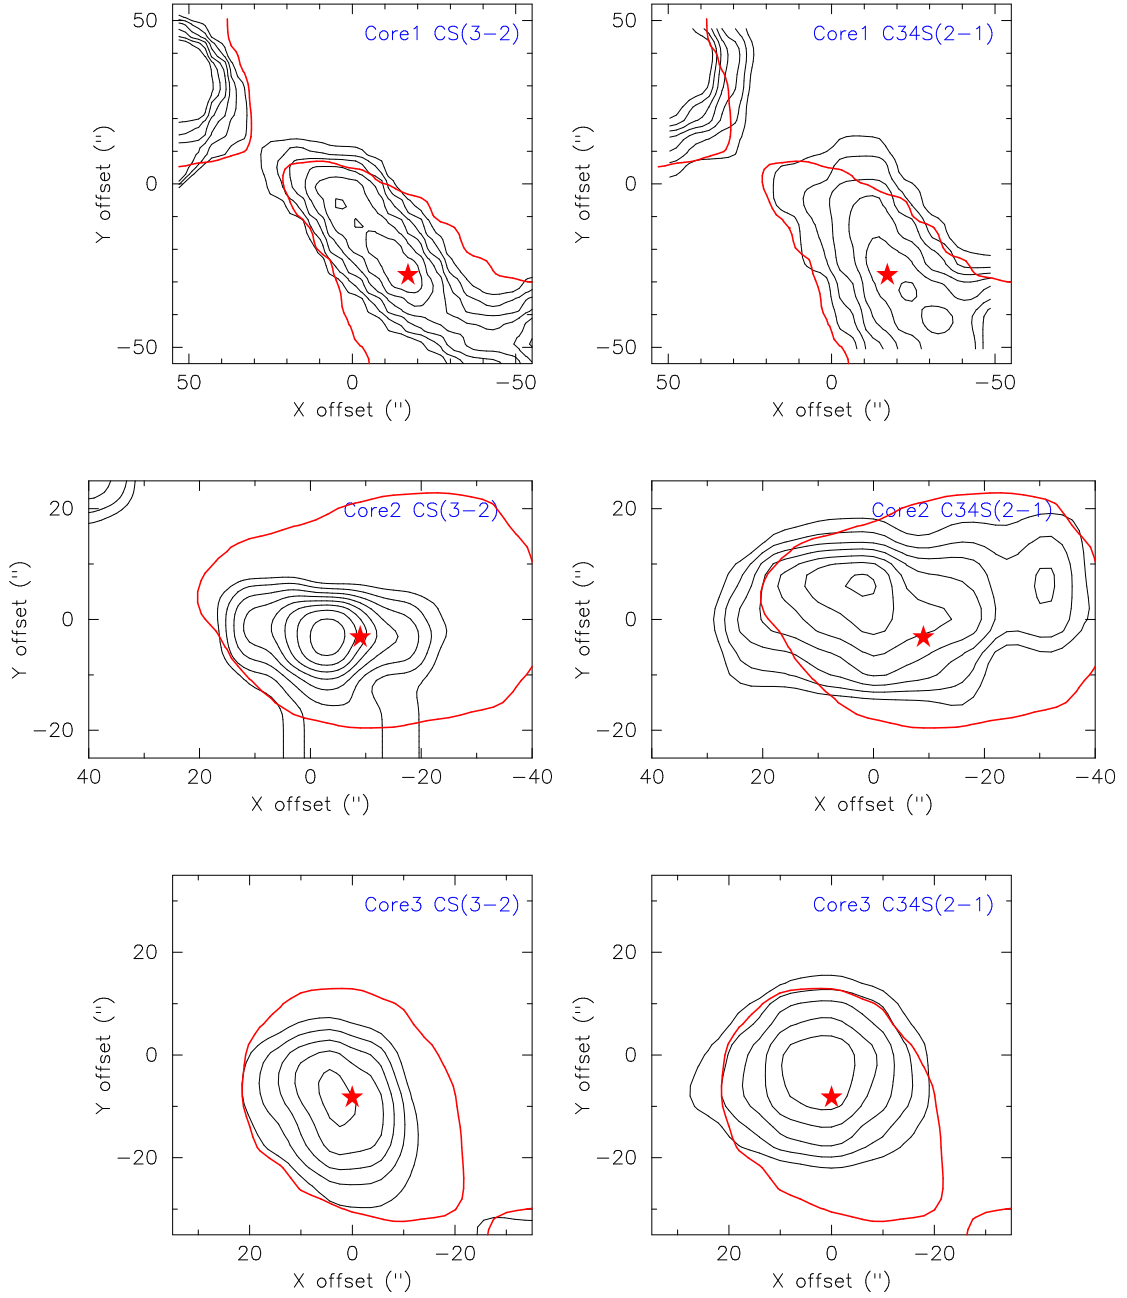 Core1 CS(3−2)
50
0
−50
Y offset (")
50 0 −50
X offset (")
Core1 C34S(2−1)
50
0
−50
Y offset (")
50 0 −50
X offset (")
Core2 CS(3−2)
20
0
−20
Y offset (")
40 20 0 −20 −40
X offset (")
Core2 C34S(2−1)
20
0
−20
Y offset (")
40 20 0 −20 −40
X offset (")
Core3 CS(3−2)
20
0
−20
Y offset (")
20 0 −20
X offset (")
Core3 C34S(2−1)
20
0
−20
Y offset (")
20 0 −20
X offset (")